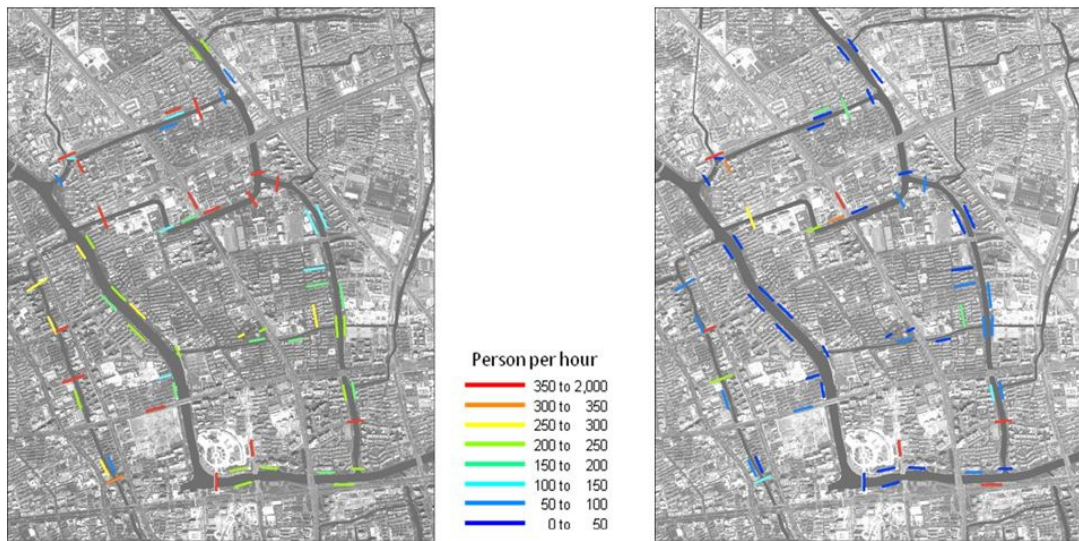 Person per hour
350 to 2,000
300 to 350
250 to 300
200 to 250
150 to 200
100 to 150
50 to 100
0 to 50